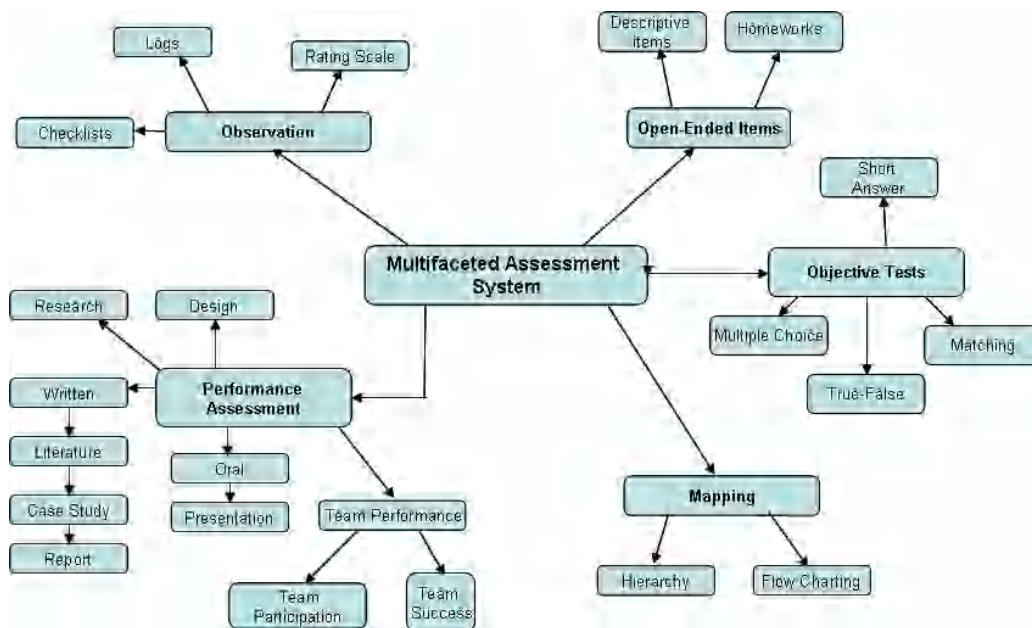 Logs
Rating Scale
Checklists
Observation
Descriptive
items
Homeworks
Open-Ended Items
Short
Answer
Multifaceted Assessment
System
Objective Tests
Multiple Choice
Matching
True-False
Research
Design
Performance
Assessment
Written
Literature
Case Study
Report
Oral
Presentation
Team Performance
Team
Participation
Team
Success
Mapping
Hierarchy
Flow Charting